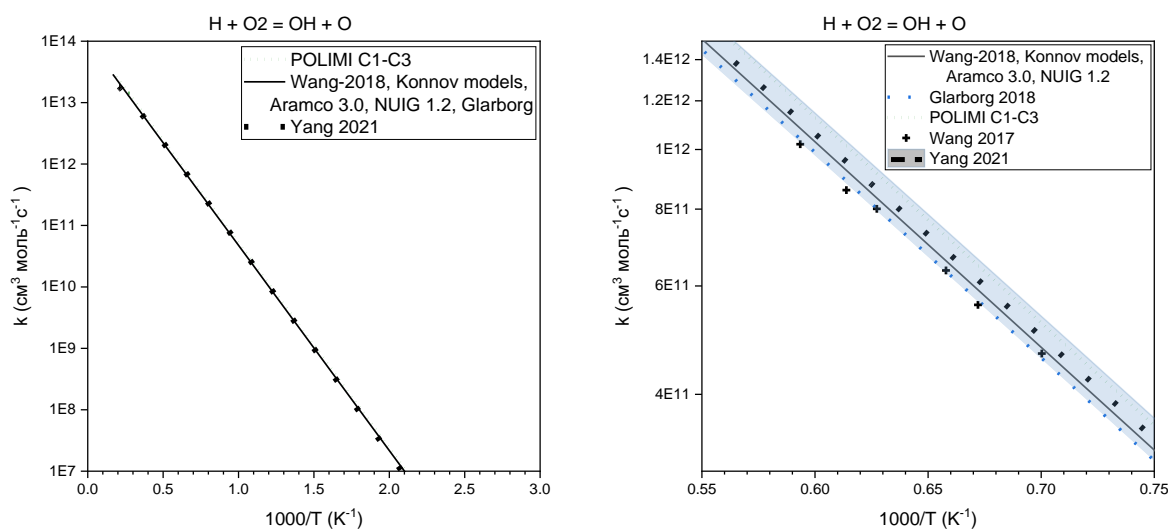 H + O2 = OH + O
1E14
1E13
1E12
1E11
1E10
1E9
1E8
1E7
k (см³ моль⁻¹с⁻¹)
POLIMI C1-C3
Wang-2018, Konnov models,
Aramco 3.0, NUIG 1.2, Glarborg
Yang 2021
0.0 0.5 1.0 1.5 2.0 2.5 3.0
1000/T (K⁻¹)
H + O2 = OH + O
1.4E12
1.2E12
1E12
8E11
6E11
4E11
k (см³ моль⁻¹с⁻¹)
Wang-2018, Konnov models,
Aramco 3.0, NUIG 1.2
Glarborg 2018
POLIMI C1-C3
Wang 2017
Yang 2021
0.55 0.60 0.65 0.70 0.75
1000/T (K⁻¹)